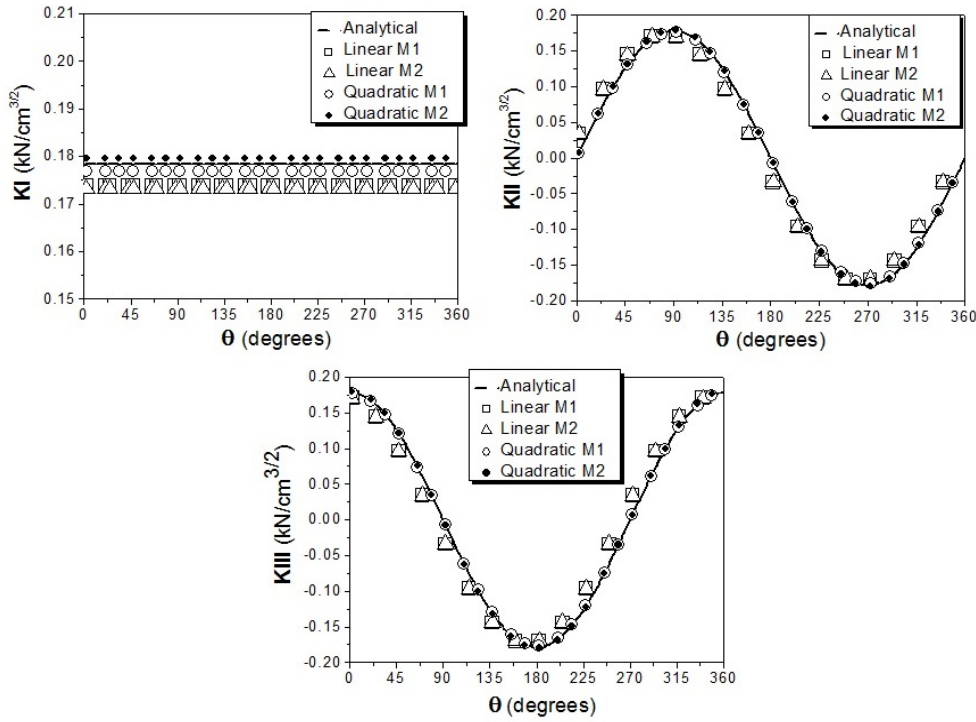 0.21
0.20
0.19
0.18
0.17
0.16
0.15
KI (kN/cm^3/2)
Analytical
Linear M1
Linear M2
Quadratic M1
Quadratic M2
0 45 90 135 180 225 270 315 360
θ (degrees)
0.20
0.15
0.10
0.05
0.00
-0.05
-0.10
-0.15
-0.20
KII (kN/cm^3/2)
Analytical
Linear M1
Linear M2
Quadratic M1
Quadratic M2
0 45 90 135 180 225 270 315 360
θ (degrees)
0.20
0.15
0.10
0.05
0.00
-0.05
-0.10
-0.15
-0.20
KIII (kN/cm^3/2)
Analytical
Linear M1
Linear M2
Quadratic M1
Quadratic M2
0 45 90 135 180 225 270 315 360
θ (degrees)